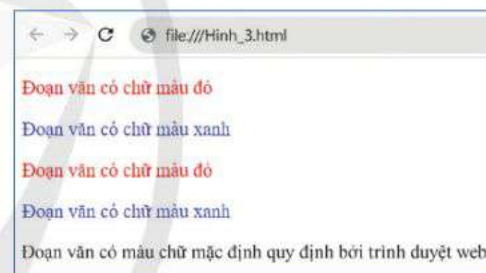 file:///Hinh_3.html
Đoạn văn có chữ màu đỏ
Đoạn văn có chữ màu xanh
Đoạn văn có chữ màu đỏ
Đoạn văn có chữ màu xanh
Đoạn văn có màu chữ mặc định quy định bởi trình duyệt web